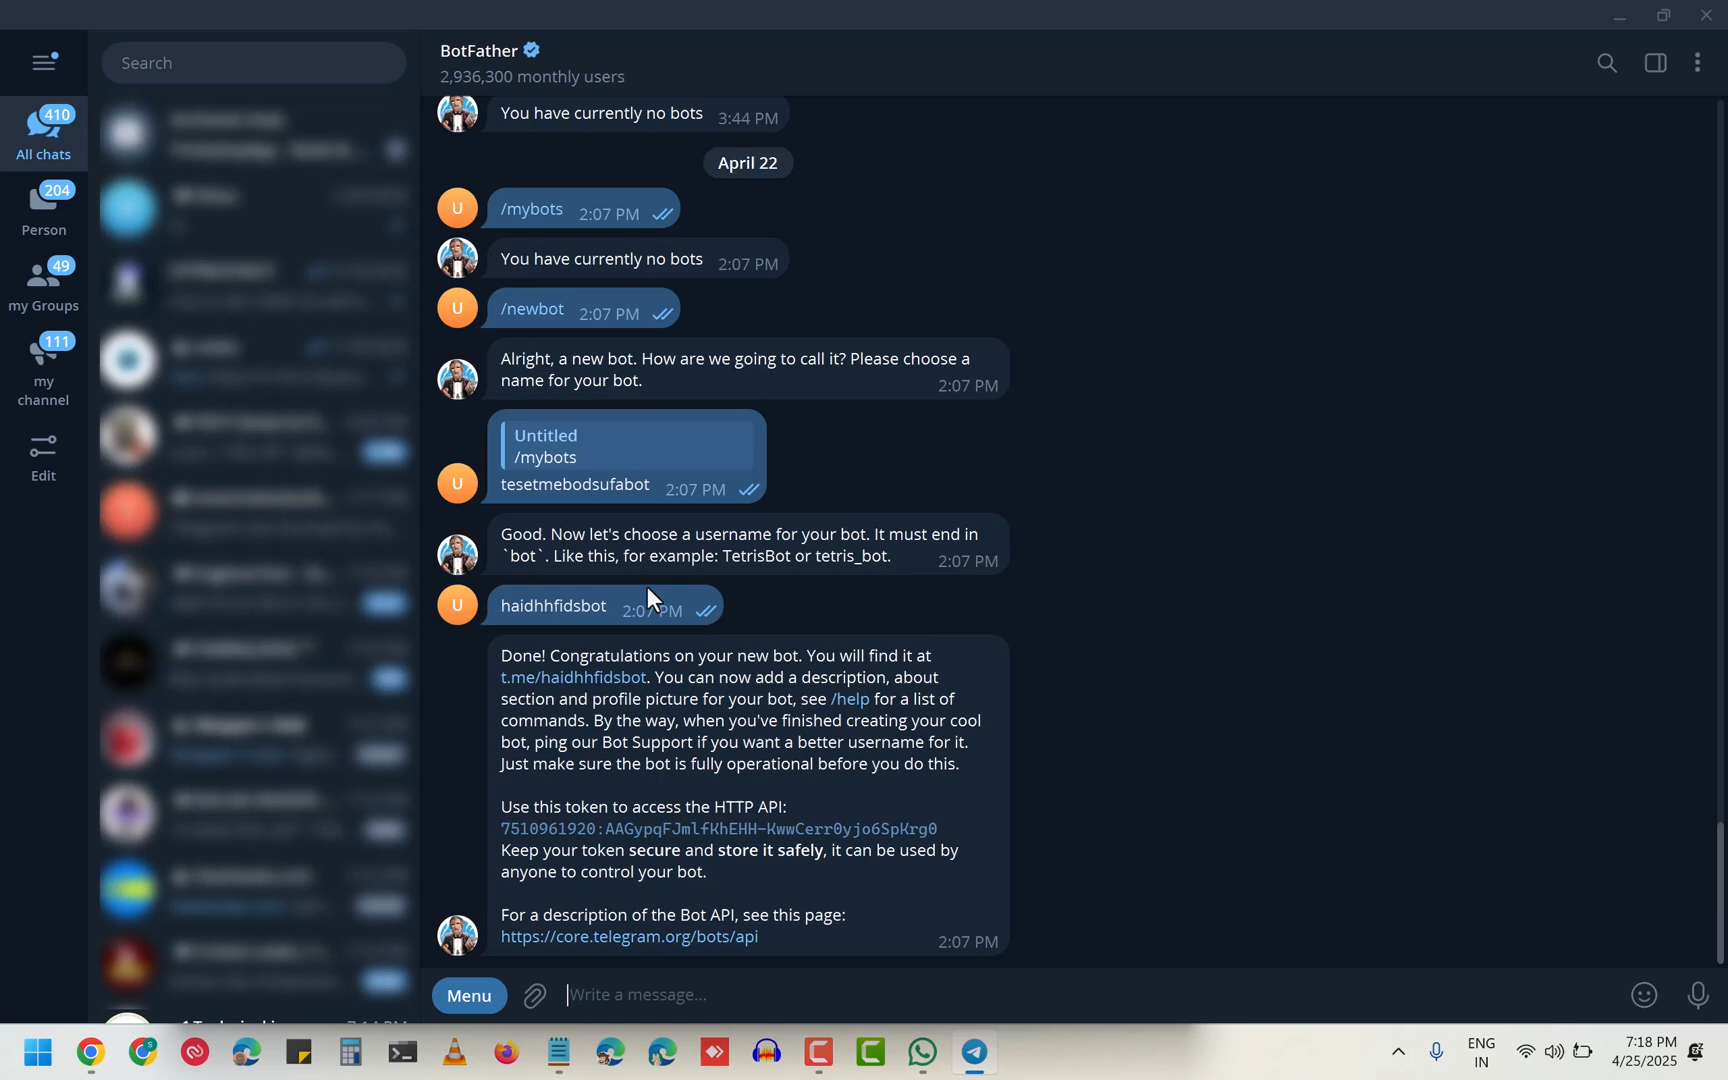 Search
BotFather
2,936,300 monthly users
410
All chats
204
Person
49
my Groups
111
my
channel
Edit
You have currently no bots 3:44 PM
April 22
U
/mybots 2:07 PM
You have currently no bots 2:07 PM
U
/newbot 2:07 PM
Alright, a new bot. How are we going to call it? Please choose a
name for your bot. 2:07 PM
Untitled
/mybots
U
tesetmebodsufabot 2:07 PM
Good. Now let's choose a username for your bot. It must end in
`bot`. Like this, for example: TetrisBot or tetris_bot. 2:07 PM
U
haidhhfidsbot 2:07 PM
Done! Congratulations on your new bot. You will find it at
t.me/haidhhfidsbot. You can now add a description, about
section and profile picture for your bot, see /help for a list of
commands. By the way, when you've finished creating your cool
bot, ping our Bot Support if you want a better username for it.
Just make sure the bot is fully operational before you do this.
Use this token to access the HTTP API:
7510961920:AAGypqFJmlfKhEHH-KwwCerr0yjo6SpKrg0
Keep your token secure and store it safely, it can be used by
anyone to control your bot.
For a description of the Bot API, see this page:
https://core.telegram.org/bots/api 2:07 PM
Menu
Write a message...
ENG
IN
7:18 PM
4/25/2025